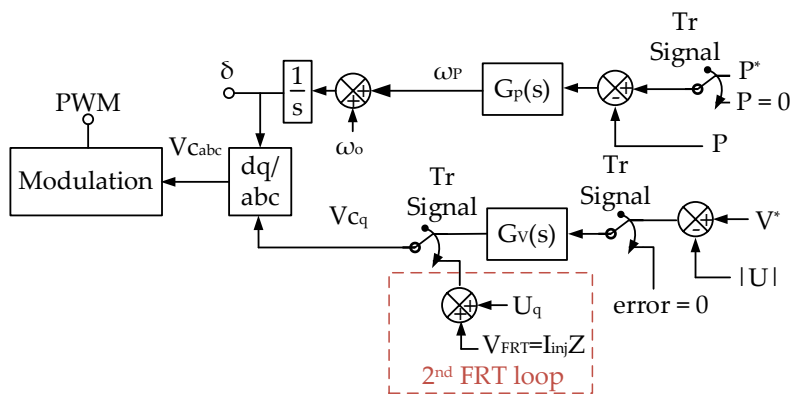 Tr
Signal
P*
P = 0
P
δ
1
s
ωP
Gp(s)
+
-
+
+
ωo
PWM
Vcabc
Modulation
dq/
abc
Vcq
Tr
Signal
Gv(s)
Tr
Signal
+
-
V*
|U|
error = 0
+
+
Uq
VFRT=IinjZ
2nd FRT loop